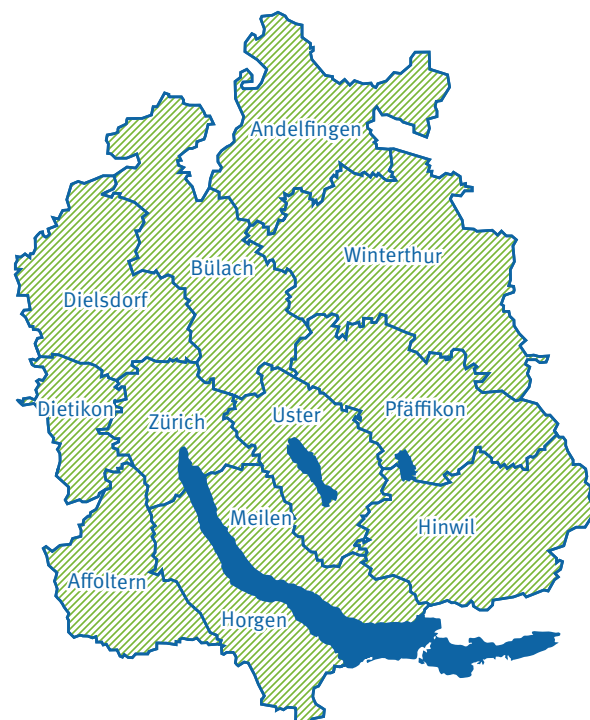 Andelfingen
Winterthur
Bülach
Dielsdorf
Dietikon
Zürich
Uster
Pfäffikon
Meilen
Hinwil
Affoltern
Horgen